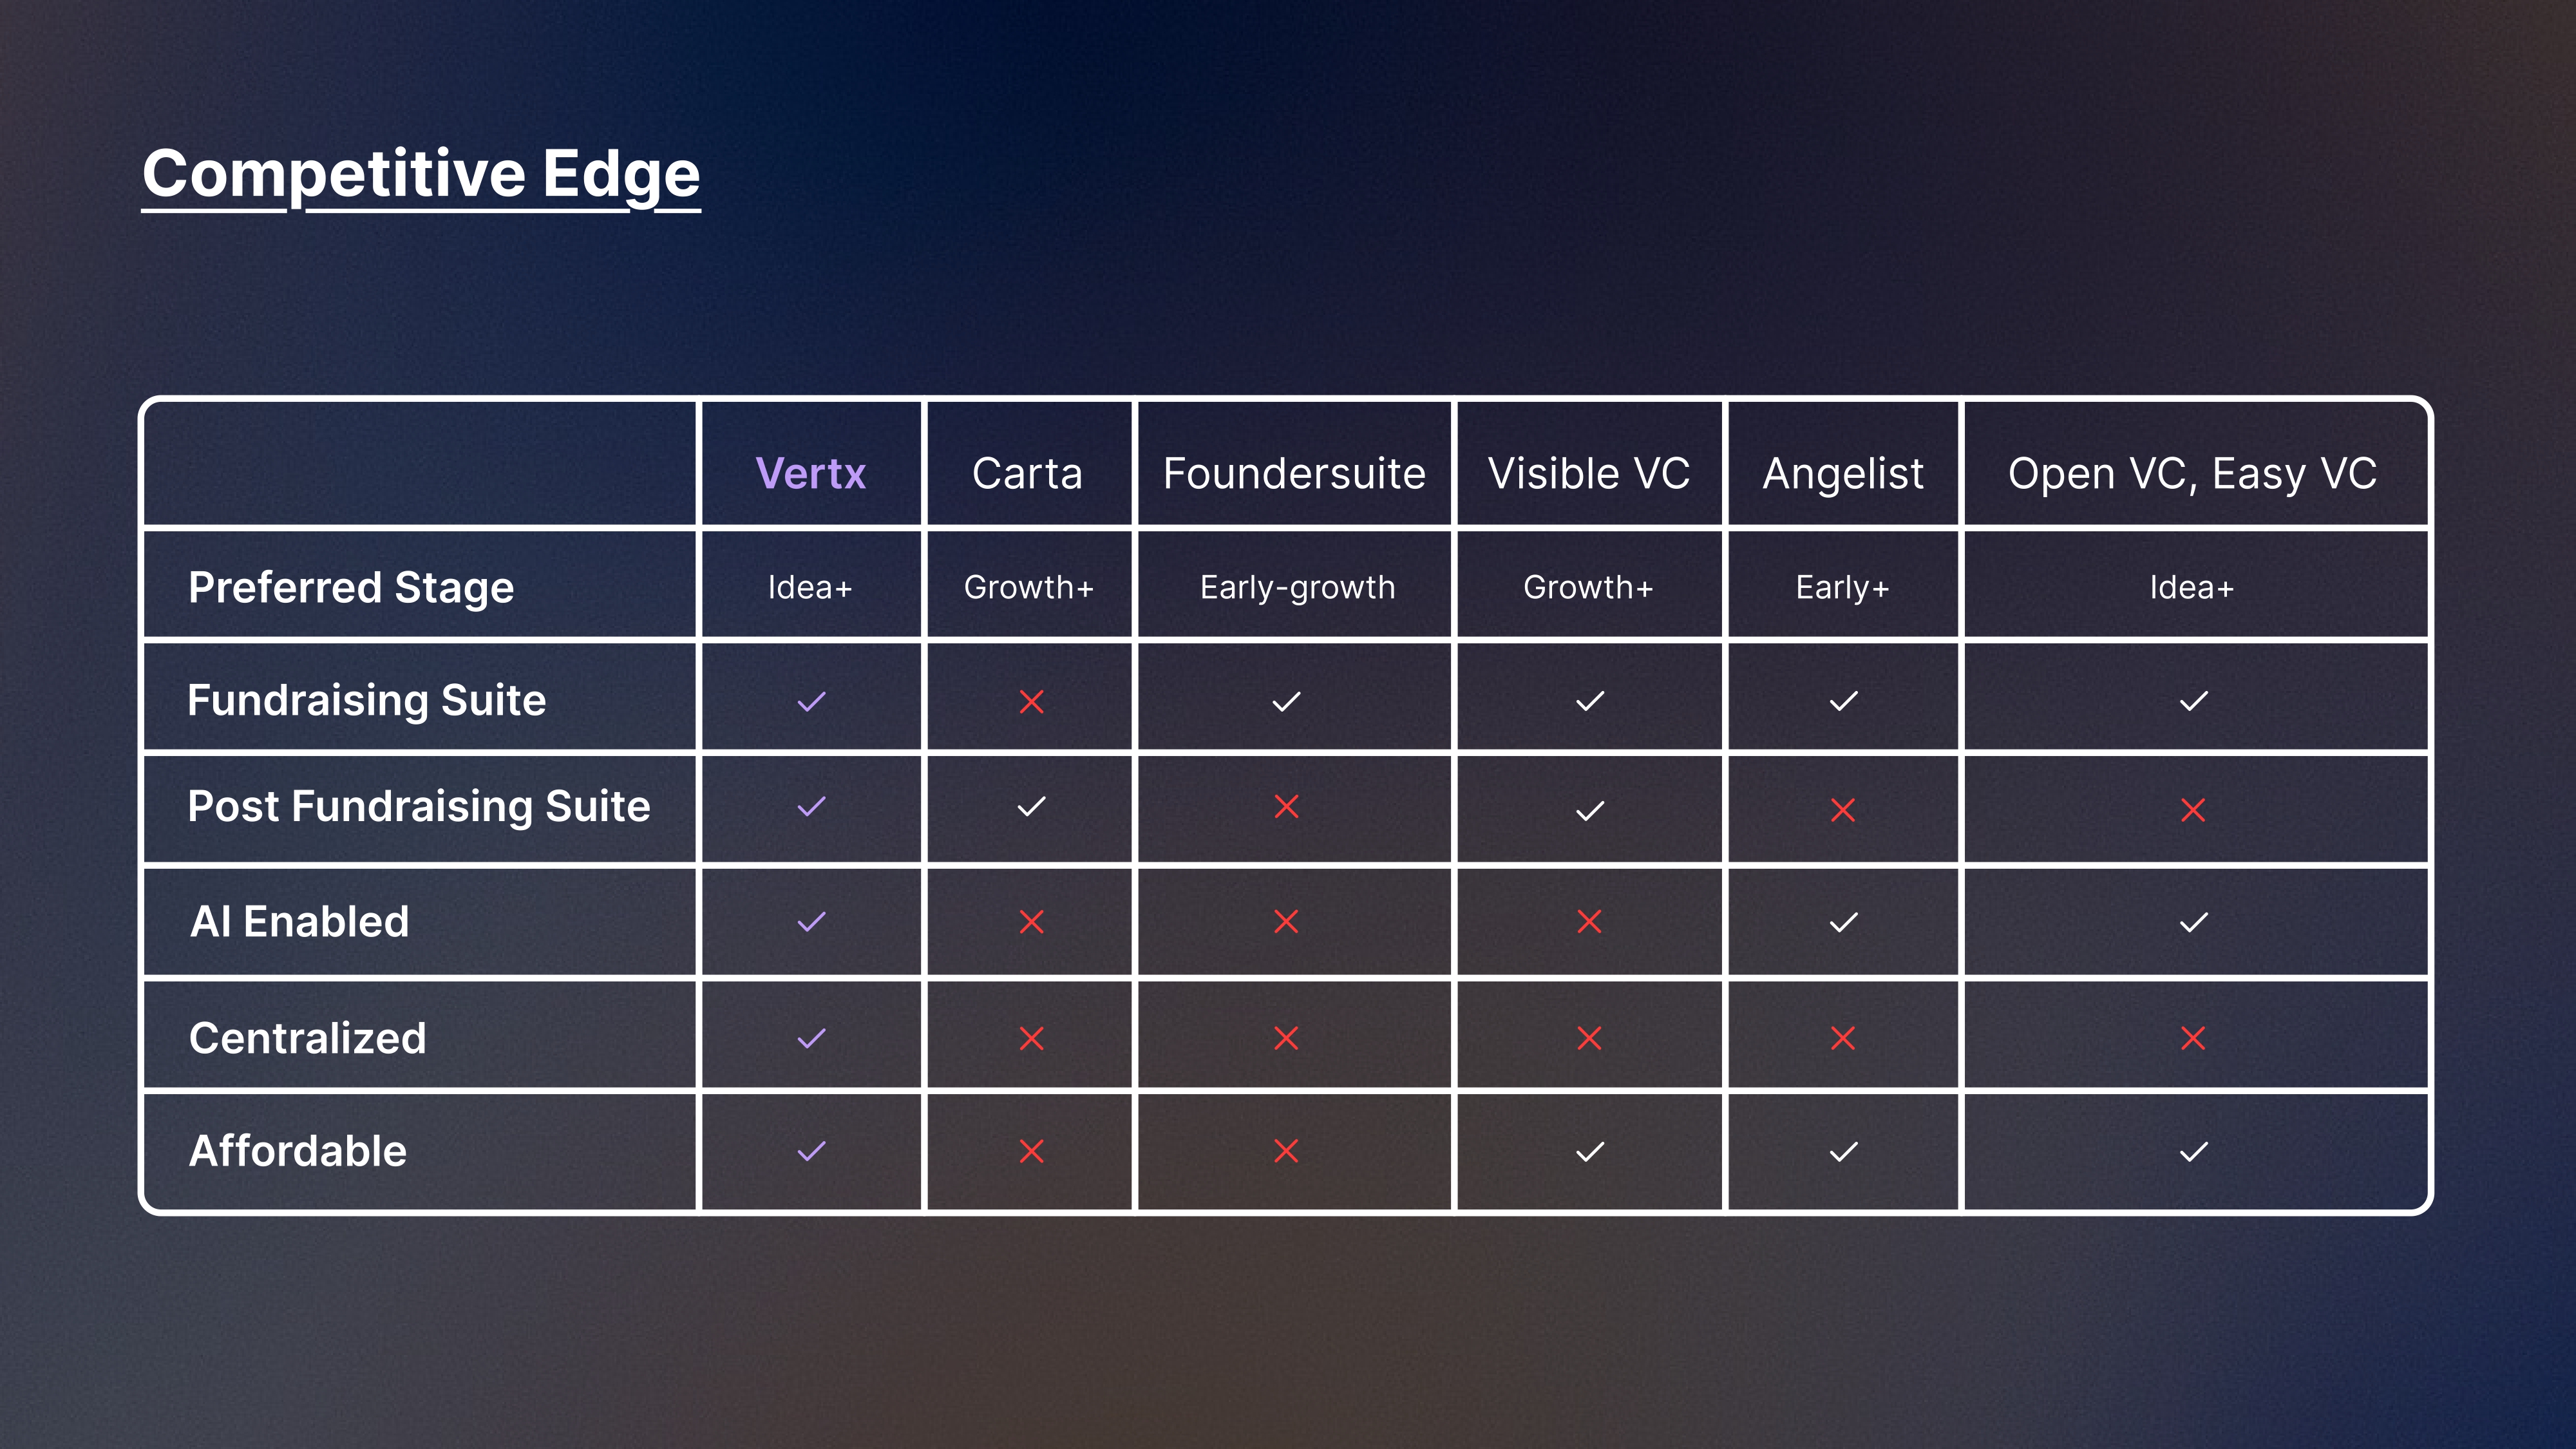 Competitive Edge
Vertx Carta Foundersuite Visible VC Angelist Open VC, Easy VC
Preferred Stage Idea+ Growth+ Early-growth Growth+ Early+ Idea+
Fundraising Suite ✓ ✕ ✓ ✓ ✓ ✓
Post Fundraising Suite ✓ ✓ ✕ ✓ ✕ ✕
AI Enabled ✓ ✕ ✕ ✕ ✓ ✓
Centralized ✓ ✕ ✕ ✕ ✕ ✕
Affordable ✓ ✕ ✕ ✓ ✓ ✓